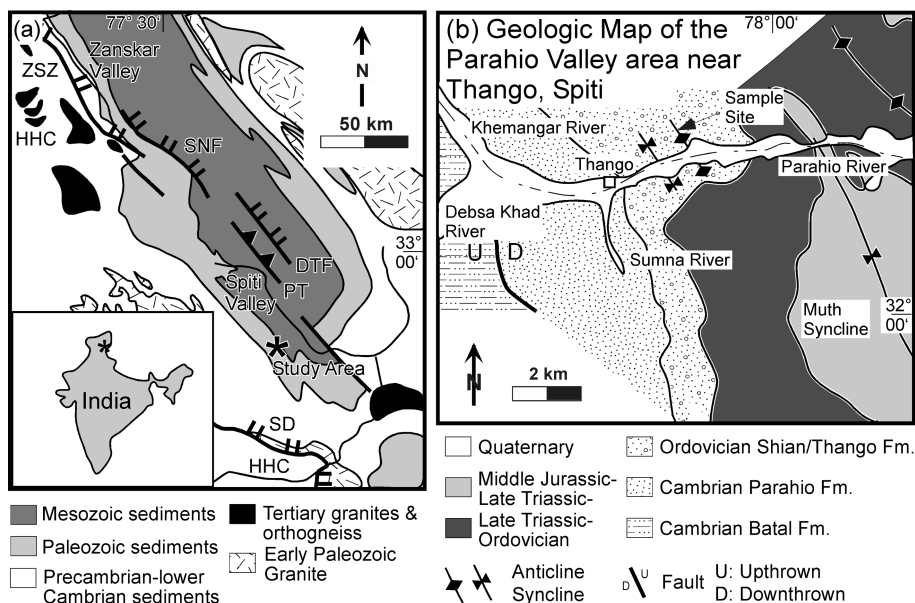 (a)
77° 30'
Zanskar
Valley
ZSZ
HHC
SNF
N
50 km
33°
00'
DTF
PT
Spiti
Valley
Study Area
India
SD
HHC
Mesozoic sediments
Paleozoic sediments
Precambrian-lower
Cambrian sediments
Tertiary granites &
orthogneiss
Early Paleozoic
Granite
(b) Geologic Map of the
Parahio Valley area near
Thango, Spiti
78° 00'
Sample
Site
Khemangar River
Thango
Parahio River
Debsa Khad
River
U D
Sumna River
Muth
Syncline
32°
00'
N
2 km
Quaternary
Middle Jurassic-
Late Triassic-
Late Triassic-
Ordovician
Ordovician Shian/Thango Fm.
Cambrian Parahio Fm.
Cambrian Batal Fm.
Anticline
Syncline
D U
Fault
U: Upthrown
D: Downthrown